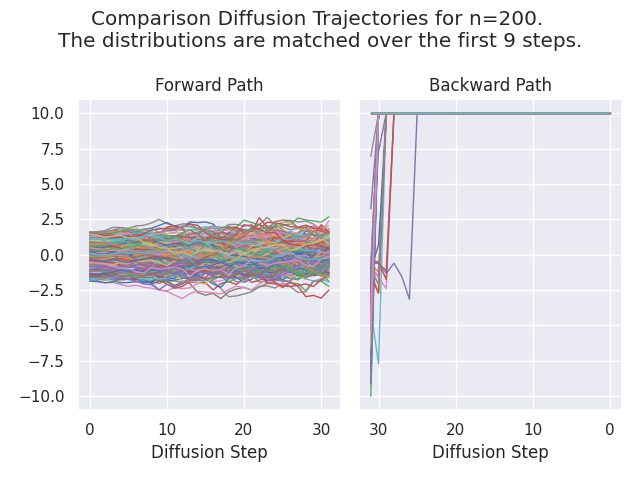 Comparison Diffusion Trajectories for n=200.
The distributions are matched over the first 9 steps.
Forward Path
Backward Path
10.0
7.5
5.0
2.5
0.0
−2.5
−5.0
−7.5
−10.0
0 10 20 30
30 20 10 0
Diffusion Step
Diffusion Step